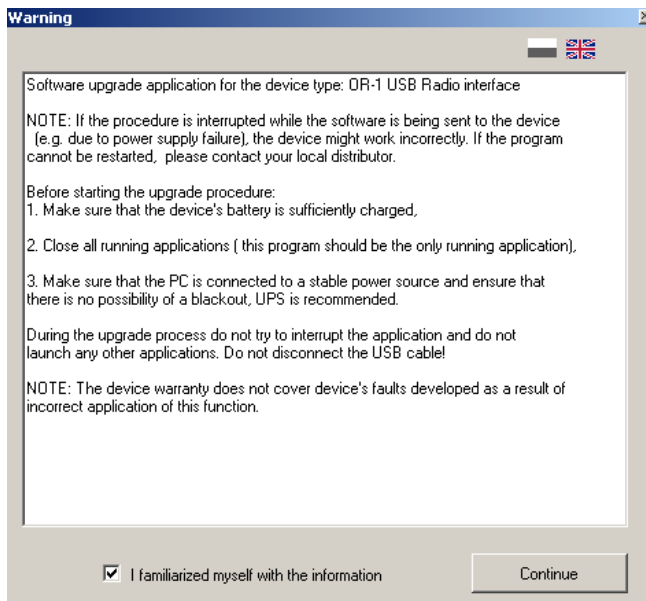 Warning
Software upgrade application for the device type: OR-1 USB Radio interface
NOTE: If the procedure is interrupted while the software is being sent to the device
(e.g. due to power supply failure), the device might work incorrectly. If the program
cannot be restarted,  please contact your local distributor.
Before starting the upgrade procedure:
1. Make sure that the device's battery is sufficiently charged,
2. Close all running applications ( this program should be the only running application),
3. Make sure that the PC is connected to a stable power source and ensure that
there is no possibility of a blackout, UPS is recommended.
During the upgrade process do not try to interrupt the application and do not
launch any other applications. Do not disconnect the USB cable!
NOTE: The device warranty does not cover device's faults developed as a result of
incorrect application of this function.
I familiarized myself with the information
Continue